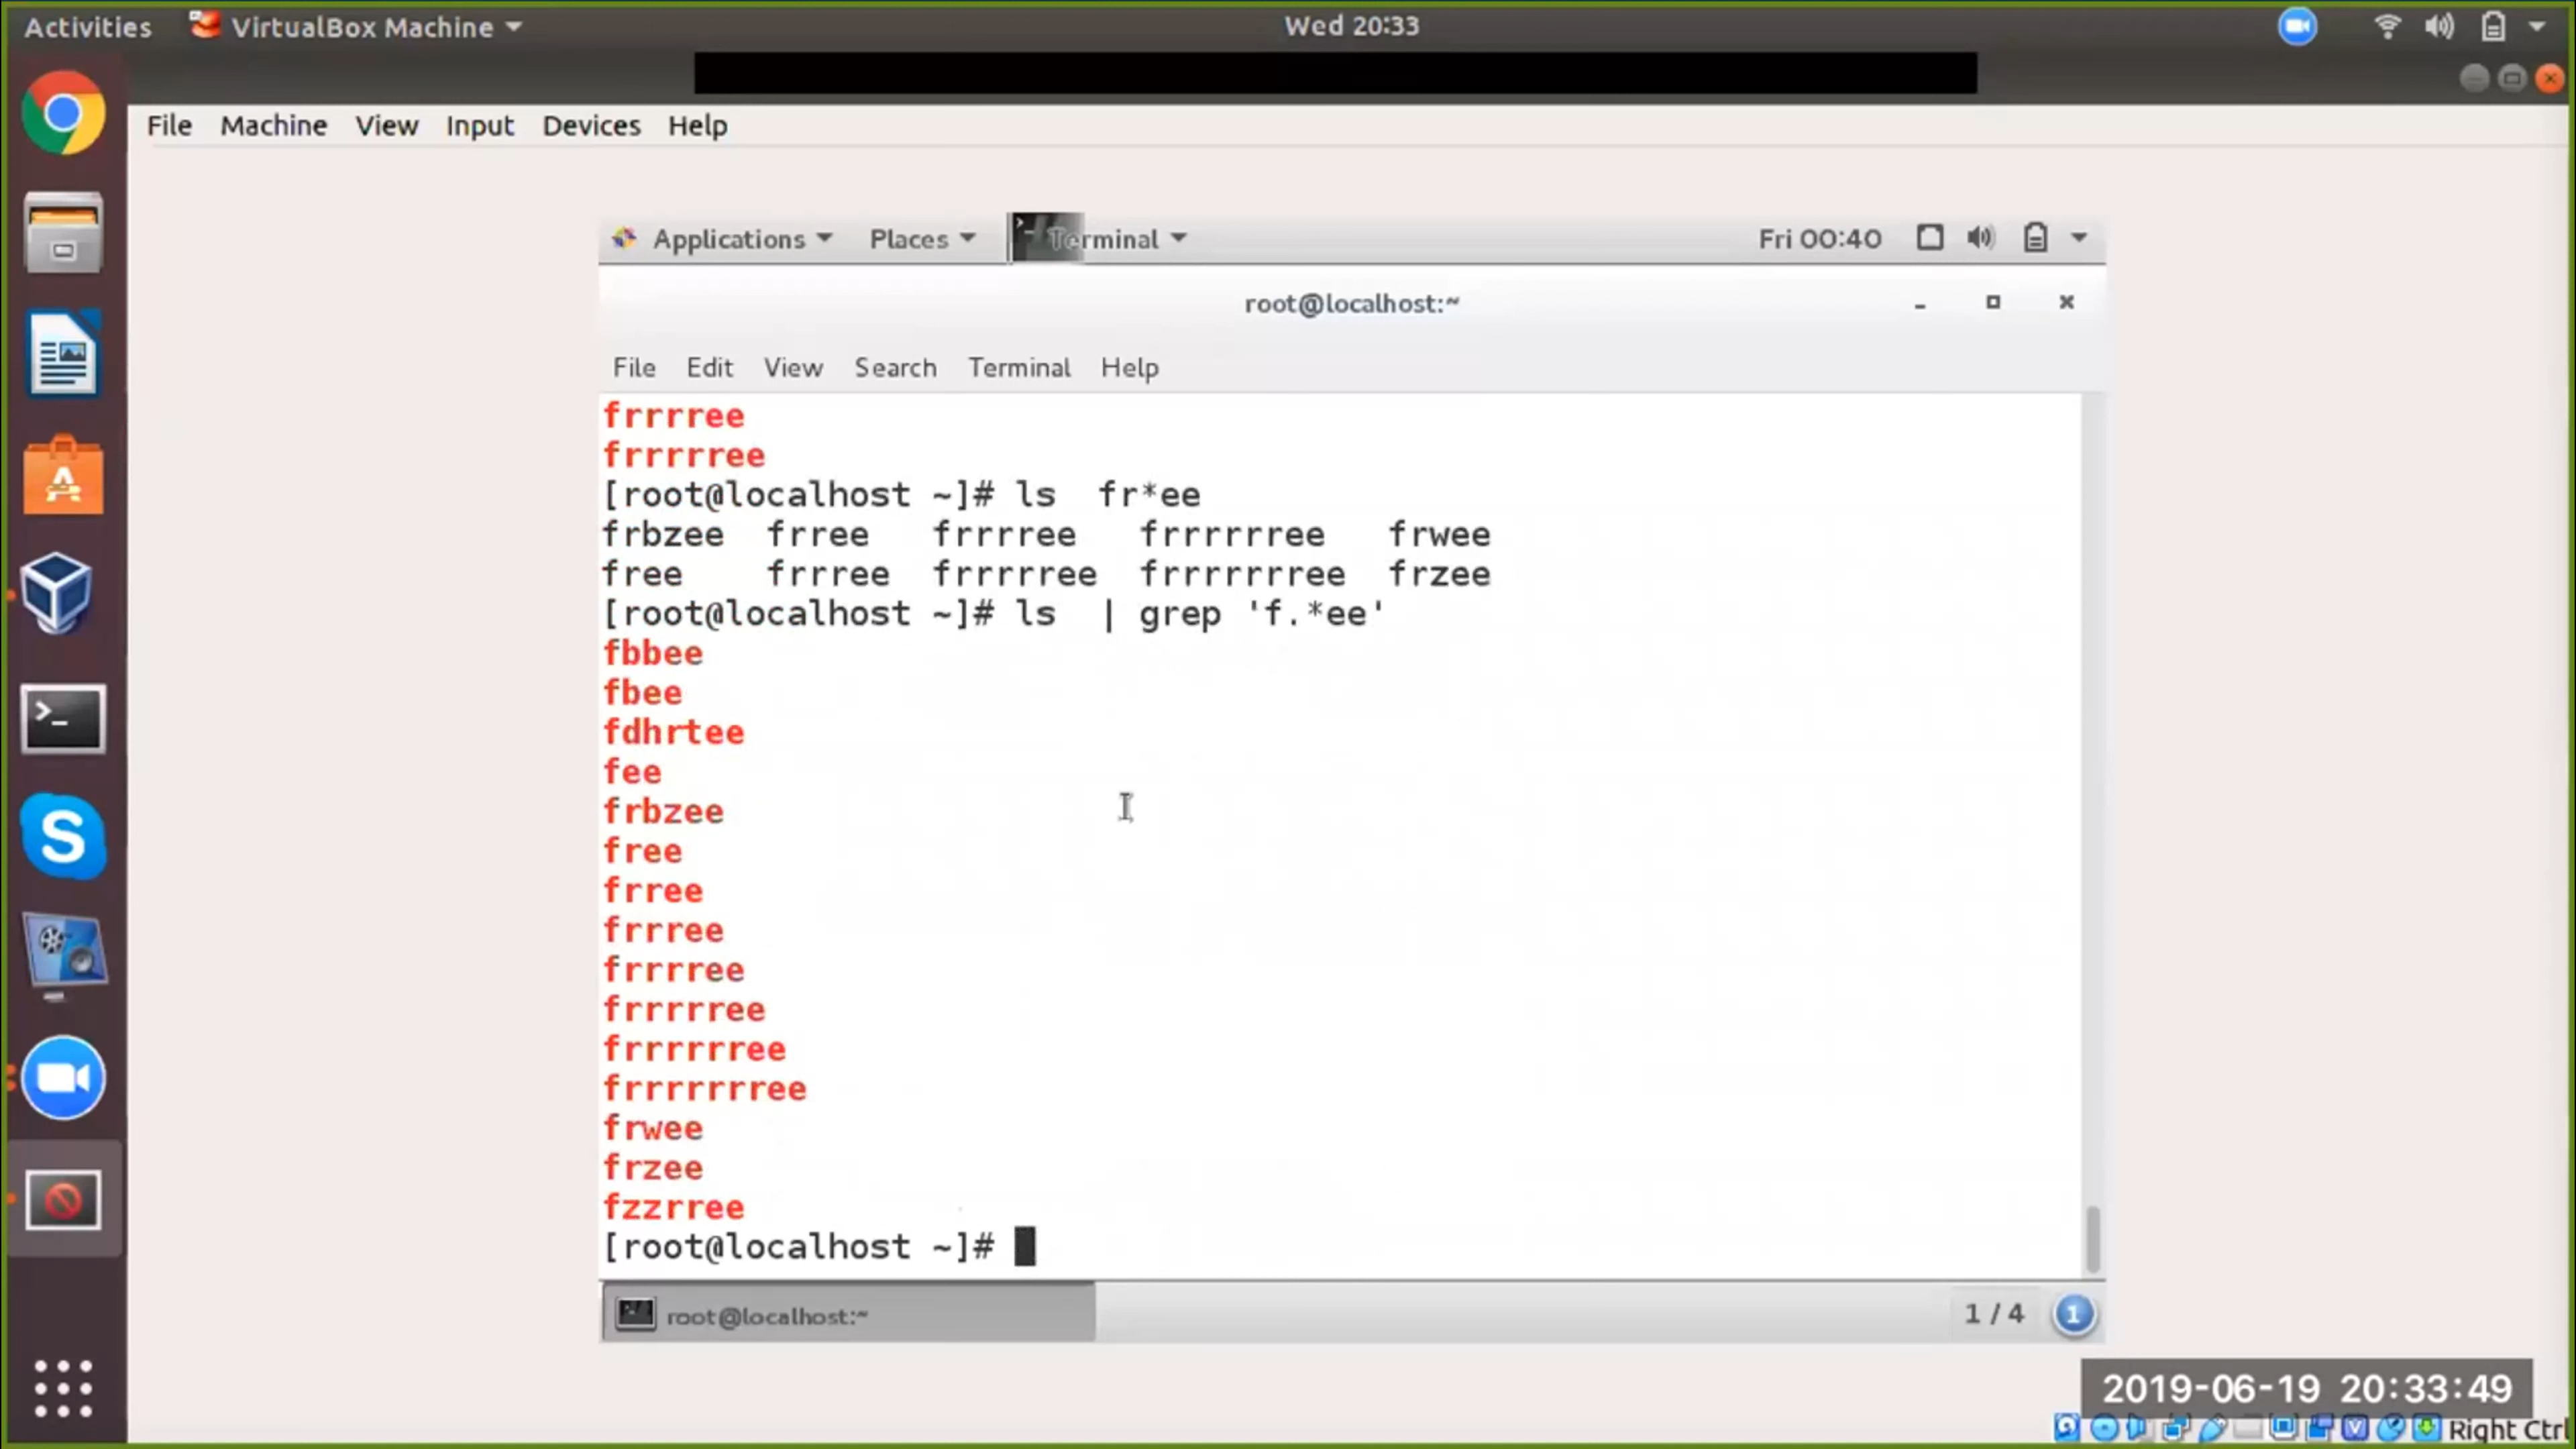 Activities VirtualBox Machine Wed 20:33
File Machine View Input Devices Help
Applications Places Terminal Fri 00:40
root@localhost:~
File Edit View Search Terminal Help
frrrree
frrrrree
[root@localhost ~]# ls  fr*ee
frbzee  frree   frrrree   frrrrrree   frwee
free    frrree  frrrrree  frrrrrrree  frzee
[root@localhost ~]# ls  | grep 'f.*ee'
fbbee
fbee
fdhrtee
fee
frbzee
free
frree
frrree
frrrree
frrrrree
frrrrrree
frrrrrrree
frwee
frzee
fzzrree
[root@localhost ~]#
root@localhost:~ 1 / 4 1
2019-06-19 20:33:49
Right Ctrl